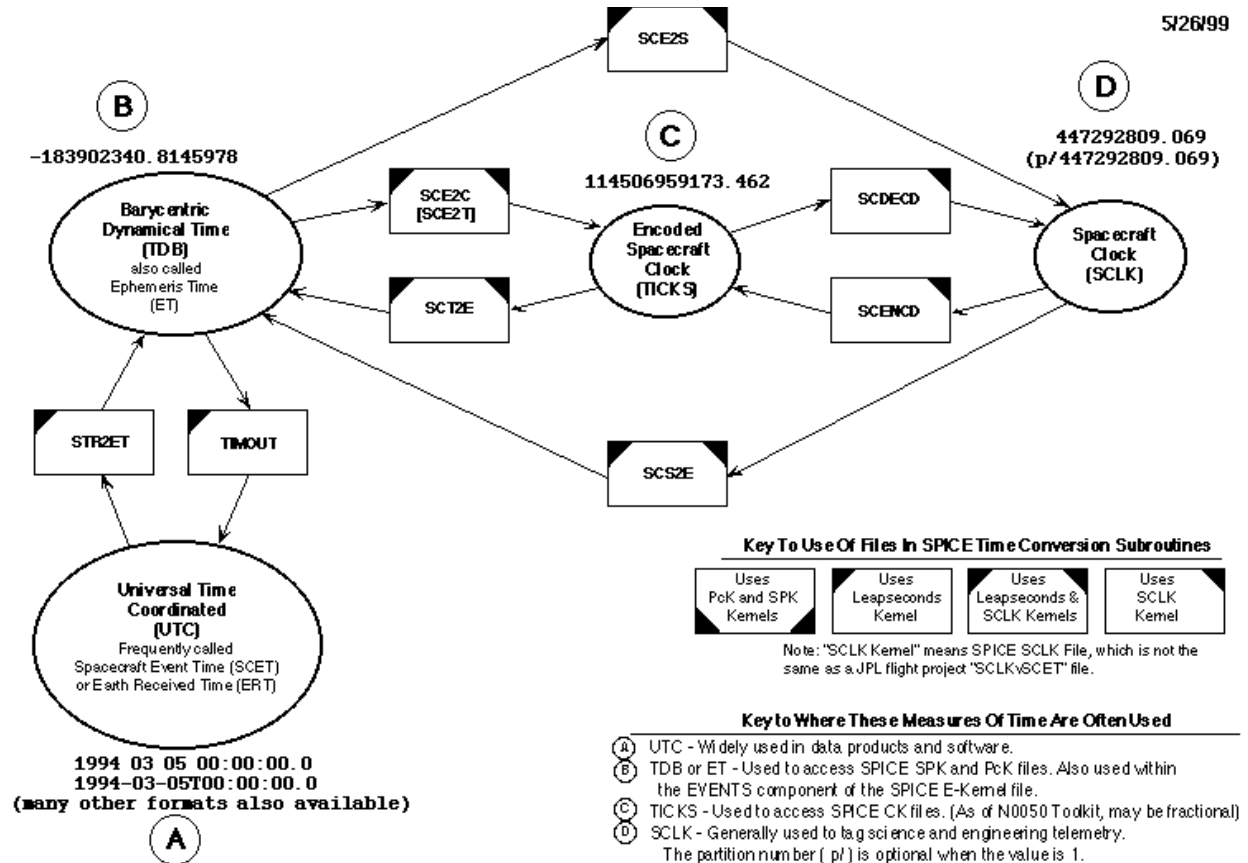 5/26/99
SCE2S
B
D
C
447292809.069
(p/447292809.069)
-183902340.8145978
114506959173.462
SCE2C
[SCE2T]
SCDECD
Barycentric
Dynamical Time
(TDB)
also called
Ephemeris Time
(ET)
Encoded
Spacecraft
Clock
(TICKS)
Spacecraft
Clock
(SCLK)
SCT2E
SCENCD
STR2ET
TIMOUT
SCS2E
Universal Time
Coordinated
(UTC)
Frequently called
Spacecraft Event Time (SCET)
or Earth Received Time (ERT)
1994 03 05 00:00:00.0
1994-03-05T00:00:00.0
(many other formats also available)
A
Key To Use Of Files In SPICE Time Conversion Subroutines
Uses
PcK and SPK
Kernels
Uses
Leapseconds
Kernel
Uses
Leapseconds &
SCLK Kernels
Uses
SCLK
Kernel
Note: "SCLK Kernel" means SPICE SCLK File, which is not the
same as a JPL flight project "SCLKvSCET" file.
Key to Where These Measures Of Time Are Often Used
A UTC - Widely used in data products and software.
B TDB or ET - Used to access SPICE SPK and PcK files. Also used within
the EVENTS component of the SPICE E-Kernel file.
C TICKS - Used to access SPICE CK files. (As of N0050 Toolkit, may be fractional)
D SCLK - Generally used to tag science and engineering telemetry.
The partition number ( p/ ) is optional when the value is 1.